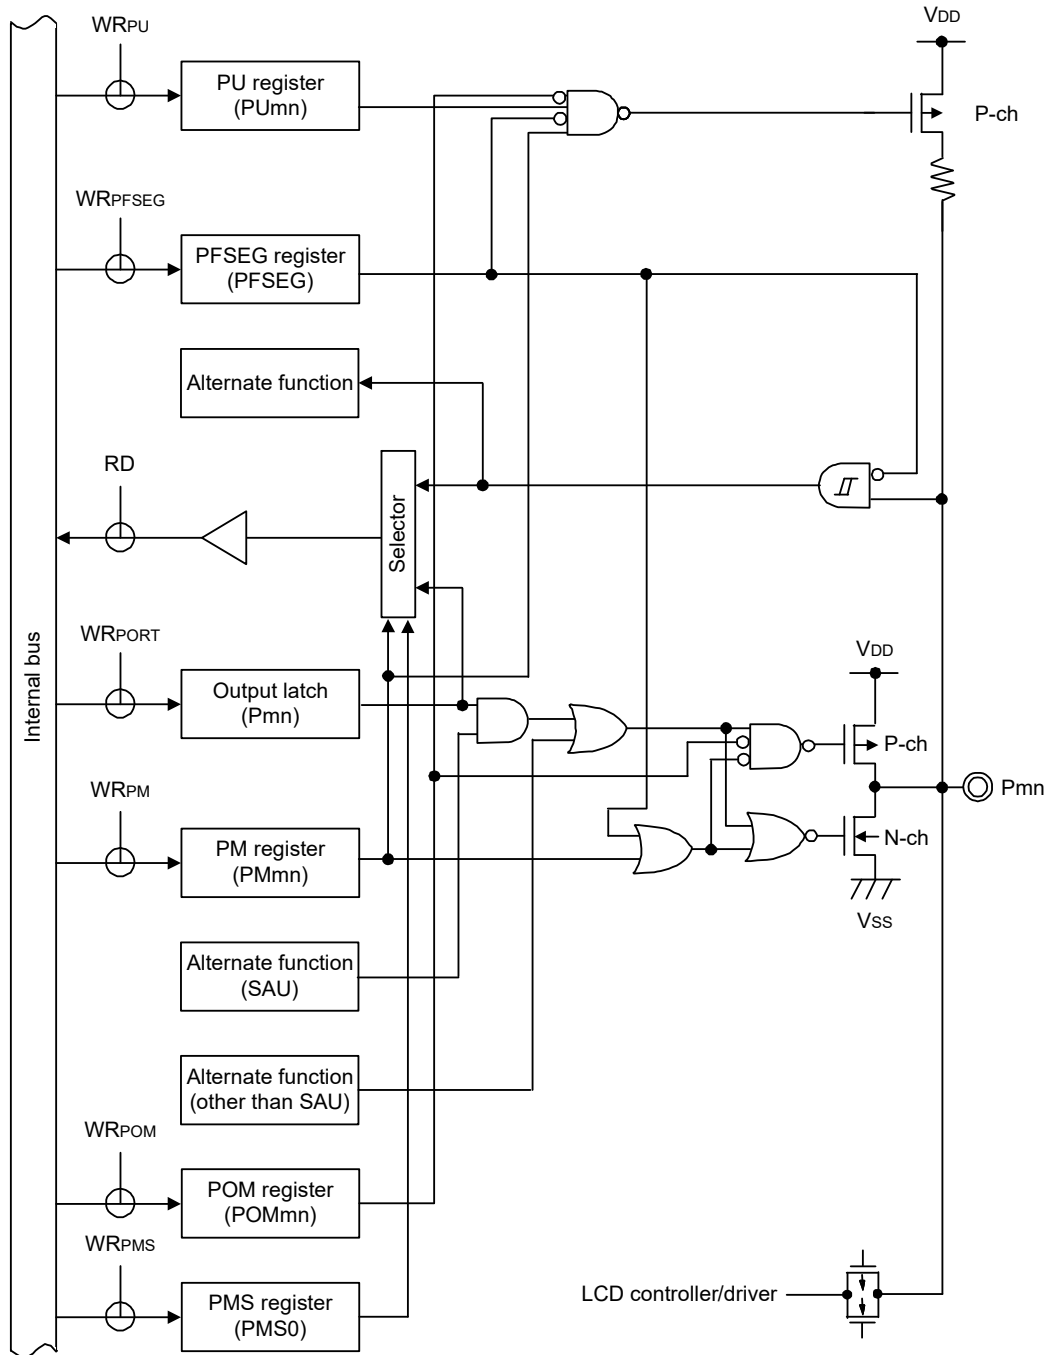 WRPU
VDD
PU register
(PUmn)
P-ch
WRPFSEG
PFSEG register
(PFSEG)
Alternate function
RD
Selector
Internal bus
WRPORT
VDD
Output latch
(Pmn)
P-ch
Pmn
WRPM
N-ch
PM register
(PMmn)
VSS
Alternate function
(SAU)
Alternate function
(other than SAU)
WRPOM
POM register
(POMmn)
WRPMS
LCD controller/driver
PMS register
(PMS0)